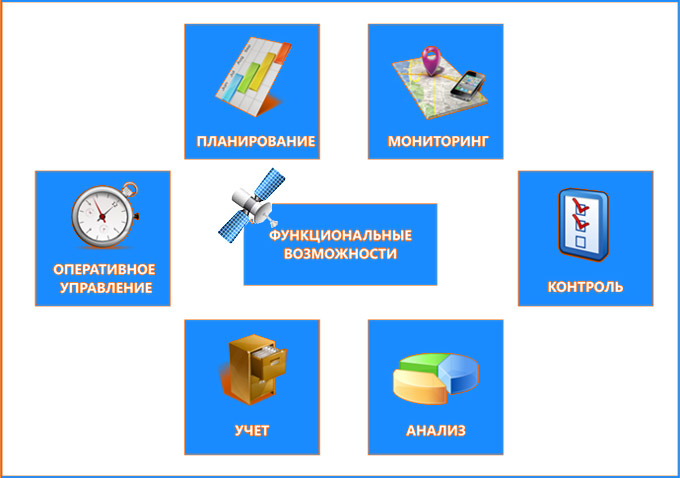 ПЛАНИРОВАНИЕ
МОНИТОРИНГ
ОПЕРАТИВНОЕ
УПРАВЛЕНИЕ
ФУНКЦИОНАЛЬНЫЕ
ВОЗМОЖНОСТИ
КОНТРОЛЬ
УЧЕТ
АНАЛИЗ